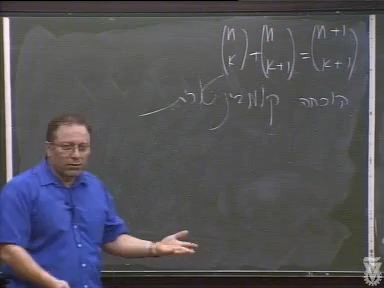 (n k) + (n k+1) = (n+1 k+1)
הוכחה קומבינטורית